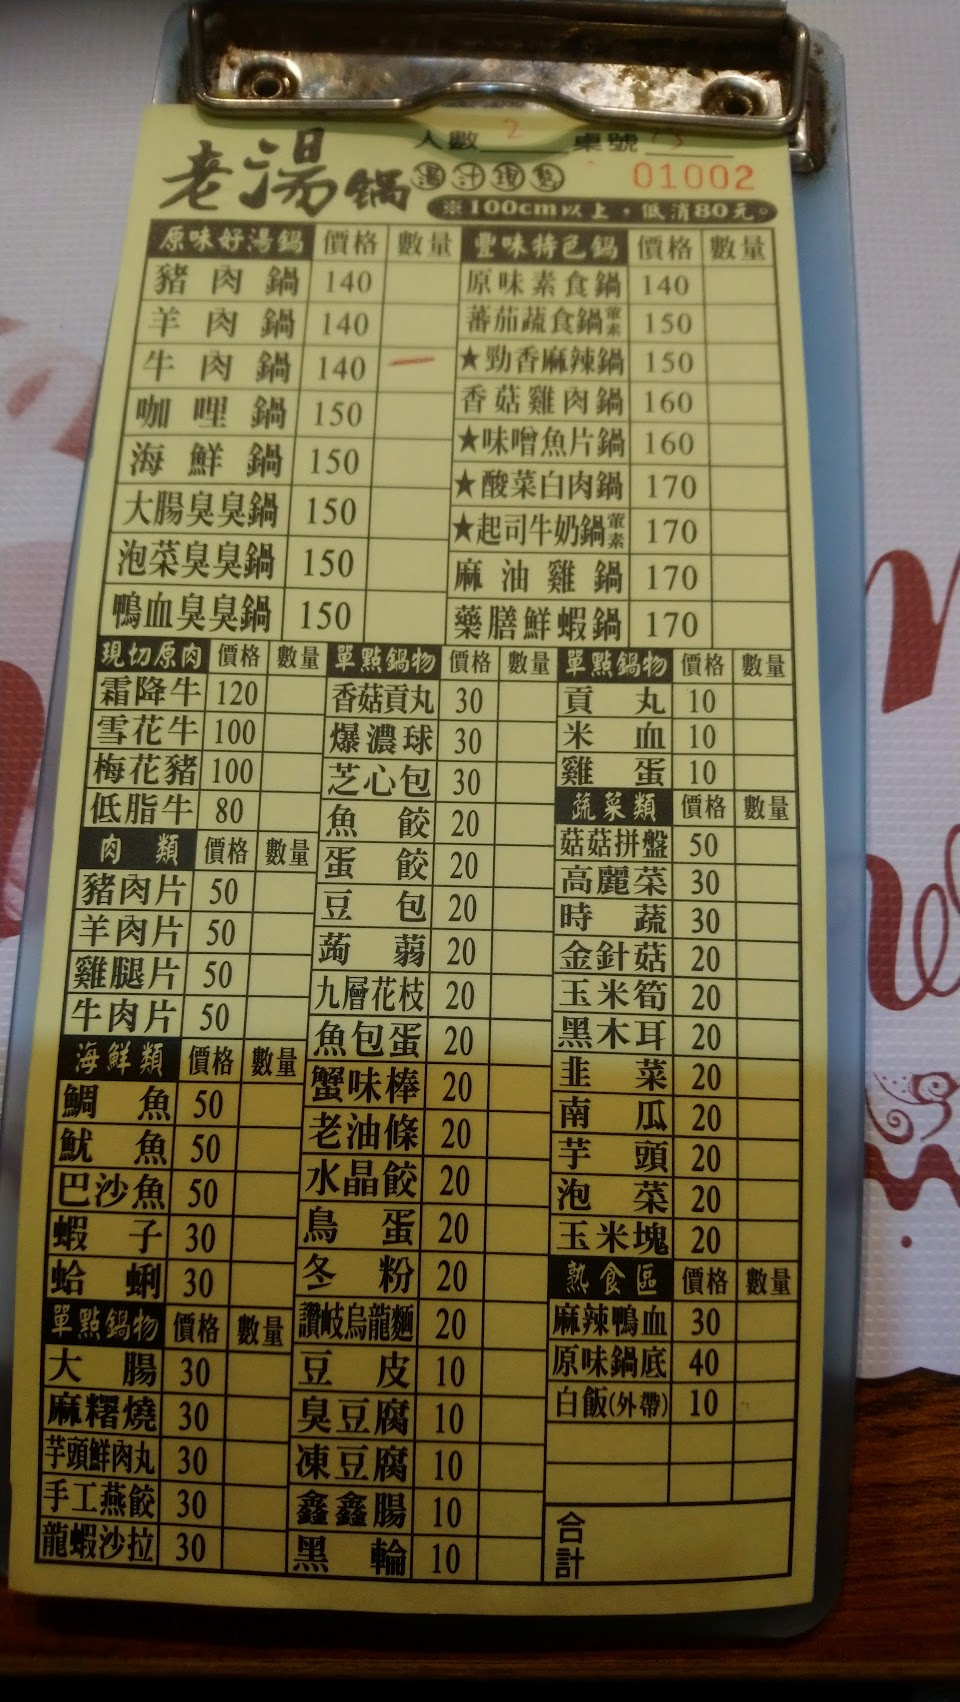 人數 2 桌號 13
老湯鍋 湯汁現熬 01002
※100cm以上，低消80元。
原味好湯鍋 價格 數量
豬肉鍋 140
羊肉鍋 140
牛肉鍋 140 一
咖哩鍋 150
海鮮鍋 150
大腸臭臭鍋 150
泡菜臭臭鍋 150
鴨血臭臭鍋 150
豐味特色鍋 價格 數量
原味素食鍋 140
蕃茄蔬食鍋 葷素 150
★勁香麻辣鍋 150
香菇雞肉鍋 160
★味噌魚片鍋 160
★酸菜白肉鍋 170
★起司牛奶鍋 葷素 170
麻油雞鍋 170
藥膳鮮蝦鍋 170
現切原肉 價格 數量
霜降牛 120
雪花牛 100
梅花豬 100
低脂牛 80
肉類 價格 數量
豬肉片 50
羊肉片 50
雞腿片 50
牛肉片 50
海鮮類 價格 數量
鯛魚 50
魷魚 50
巴沙魚 50
蝦子 30
蛤蜊 30
單點鍋物 價格 數量
大腸 30
麻糬燒 30
芋頭鮮肉丸 30
手工燕餃 30
龍蝦沙拉 30
單點鍋物 價格 數量
香菇貢丸 30
爆濃球 30
芝心包 30
魚餃 20
蛋餃 20
豆包 20
蒟蒻 20
九層花枝 20
魚包蛋 20
蟹味棒 20
老油條 20
水晶餃 20
鳥蛋 20
冬粉 20
讚岐烏龍麵 20
豆皮 10
臭豆腐 10
凍豆腐 10
鑫鑫腸 10
黑輪 10
單點鍋物 價格 數量
貢丸 10
米血 10
雞蛋 10
蔬菜類 價格 數量
菇菇拼盤 50
高麗菜 30
時蔬 30
金針菇 20
玉米筍 20
黑木耳 20
韭菜 20
南瓜 20
芋頭 20
泡菜 20
玉米塊 20
熟食區 價格 數量
麻辣鴨血 30
原味鍋底 40
白飯(外帶) 10
合計